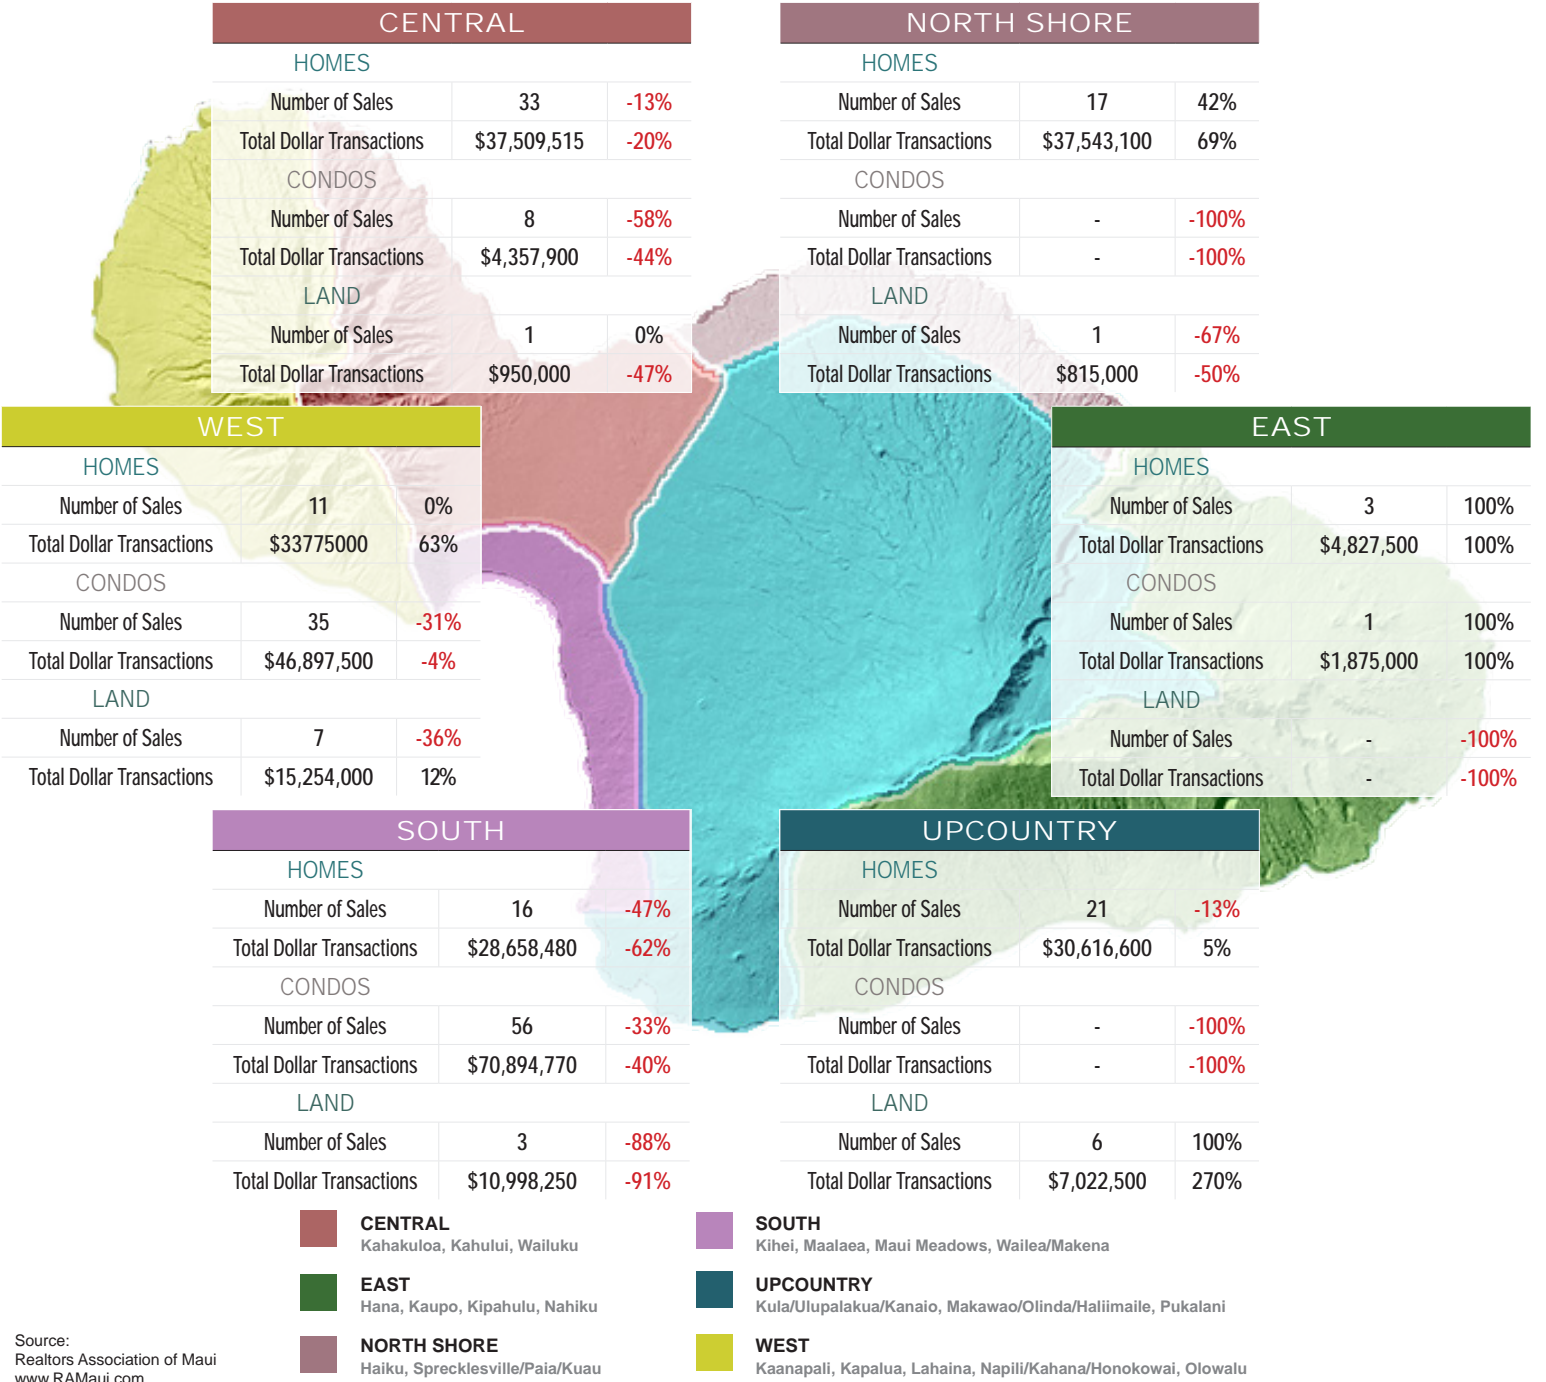 CENTRAL
HOMES
Number of Sales 33 -13%
Total Dollar Transactions $37,509,515 -20%
CONDOS
Number of Sales 8 -58%
Total Dollar Transactions $4,357,900 -44%
LAND
Number of Sales 1 0%
Total Dollar Transactions $950,000 -47%
NORTH SHORE
HOMES
Number of Sales 17 42%
Total Dollar Transactions $37,543,100 69%
CONDOS
Number of Sales - -100%
Total Dollar Transactions - -100%
LAND
Number of Sales 1 -67%
Total Dollar Transactions $815,000 -50%
WEST
HOMES
Number of Sales 11 0%
Total Dollar Transactions $33775000 63%
CONDOS
Number of Sales 35 -31%
Total Dollar Transactions $46,897,500 -4%
LAND
Number of Sales 7 -36%
Total Dollar Transactions $15,254,000 12%
EAST
HOMES
Number of Sales 3 100%
Total Dollar Transactions $4,827,500 100%
CONDOS
Number of Sales 1 100%
Total Dollar Transactions $1,875,000 100%
LAND
Number of Sales - -100%
Total Dollar Transactions - -100%
SOUTH
HOMES
Number of Sales 16 -47%
Total Dollar Transactions $28,658,480 -62%
CONDOS
Number of Sales 56 -33%
Total Dollar Transactions $70,894,770 -40%
LAND
Number of Sales 3 -88%
Total Dollar Transactions $10,998,250 -91%
UPCOUNTRY
HOMES
Number of Sales 21 -13%
Total Dollar Transactions $30,616,600 5%
CONDOS
Number of Sales - -100%
Total Dollar Transactions - -100%
LAND
Number of Sales 6 100%
Total Dollar Transactions $7,022,500 270%
CENTRAL
Kahakuloa, Kahului, Wailuku
EAST
Hana, Kaupo, Kipahulu, Nahiku
NORTH SHORE
Haiku, Sprecklesville/Paia/Kuau
SOUTH
Kihei, Maalaea, Maui Meadows, Wailea/Makena
UPCOUNTRY
Kula/Ulupalakua/Kanaio, Makawao/Olinda/Haliimaile, Pukalani
WEST
Kaanapali, Kapalua, Lahaina, Napili/Kahana/Honokowai, Olowalu
Source:
Realtors Association of Maui
www.RAMaui.com